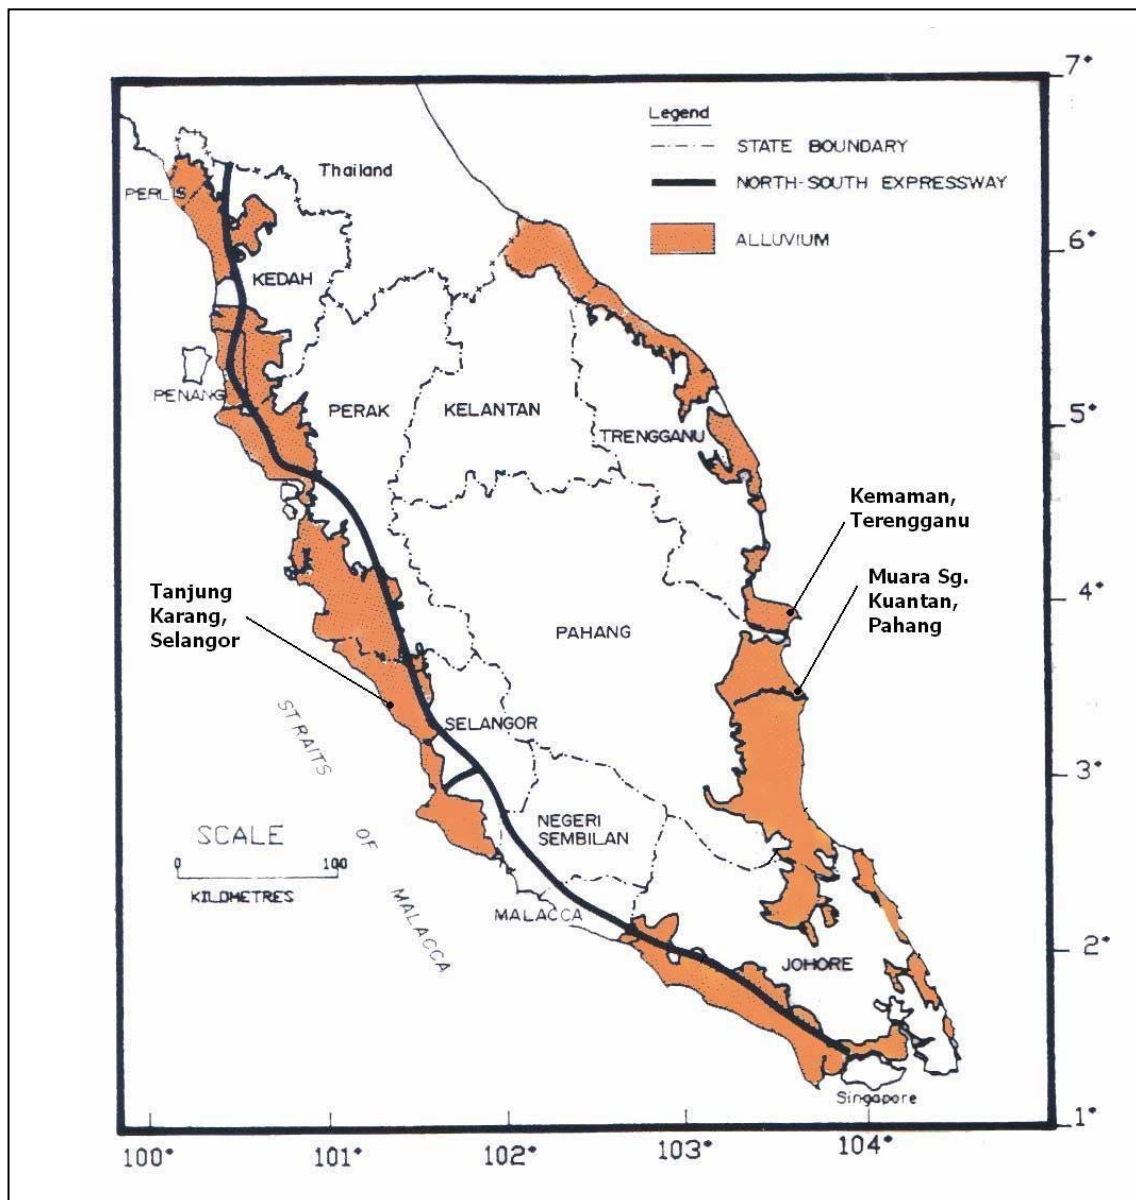 7°
Legend
STATE BOUNDARY
NORTH-SOUTH EXPRESSWAY
ALLUVIUM
Thailand
PERLIS
6°
KEDAH
PENANG
PERAK
KELANTAN
TRENGGANU
5°
Kemaman,
Terengganu
Muara Sg.
Kuantan,
Pahang
4°
Tanjung
Karang,
Selangor
PAHANG
SELANGOR
STRAITS
OF
MALACCA
3°
SCALE
0 100
KILOMETRES
NEGERI
SEMBILAN
MALACCA
JOHORE
2°
Singapore
1°
100° 101° 102° 103° 104°